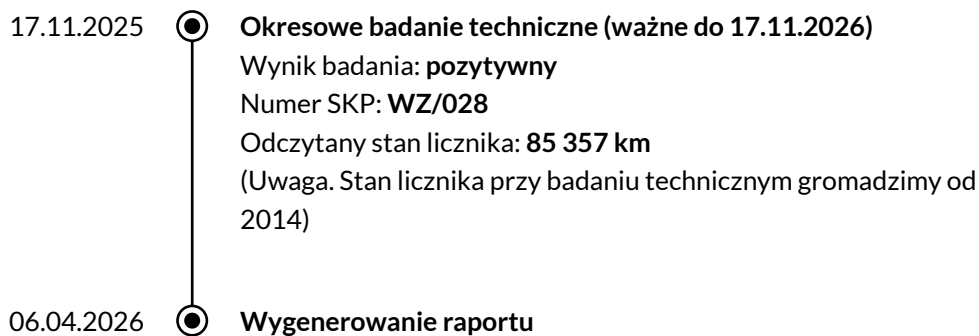 17.11.2025 Okresowe badanie techniczne (ważne do 17.11.2026)
Wynik badania: pozytywny
Numer SKP: WZ/028
Odczytany stan licznika: 85 357 km
(Uwaga. Stan licznika przy badaniu technicznym gromadzimy od
2014)
06.04.2026 Wygenerowanie raportu